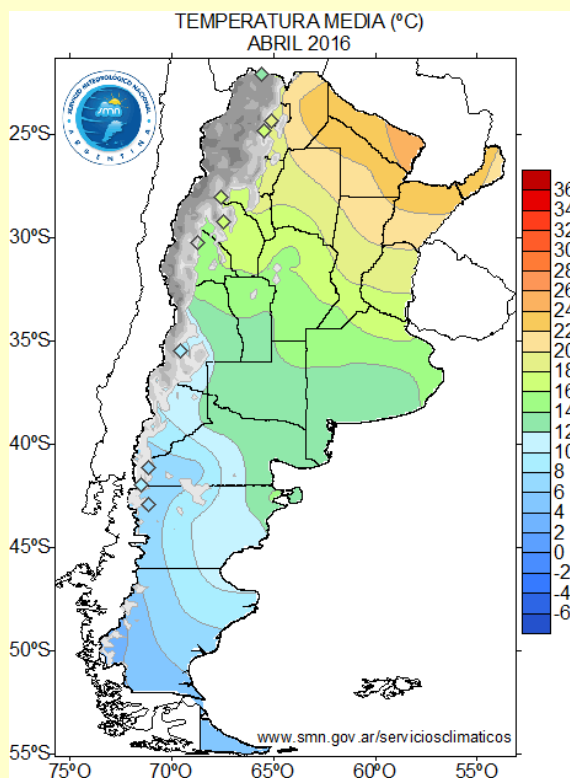 TEMPERATURA MEDIA (ºC)
ABRIL 2016
SERVICIO METEOROLÓGICO NACIONAL
smn
ARGENTINA
25ºS
30ºS
35ºS
40ºS
45ºS
50ºS
55ºS
75ºO
70ºO
65ºO
60ºO
55ºO
36
34
32
30
28
26
24
22
20
18
16
14
12
10
8
6
4
2
0
-2
-4
-6
www.smn.gov.ar/serviciosclimaticos